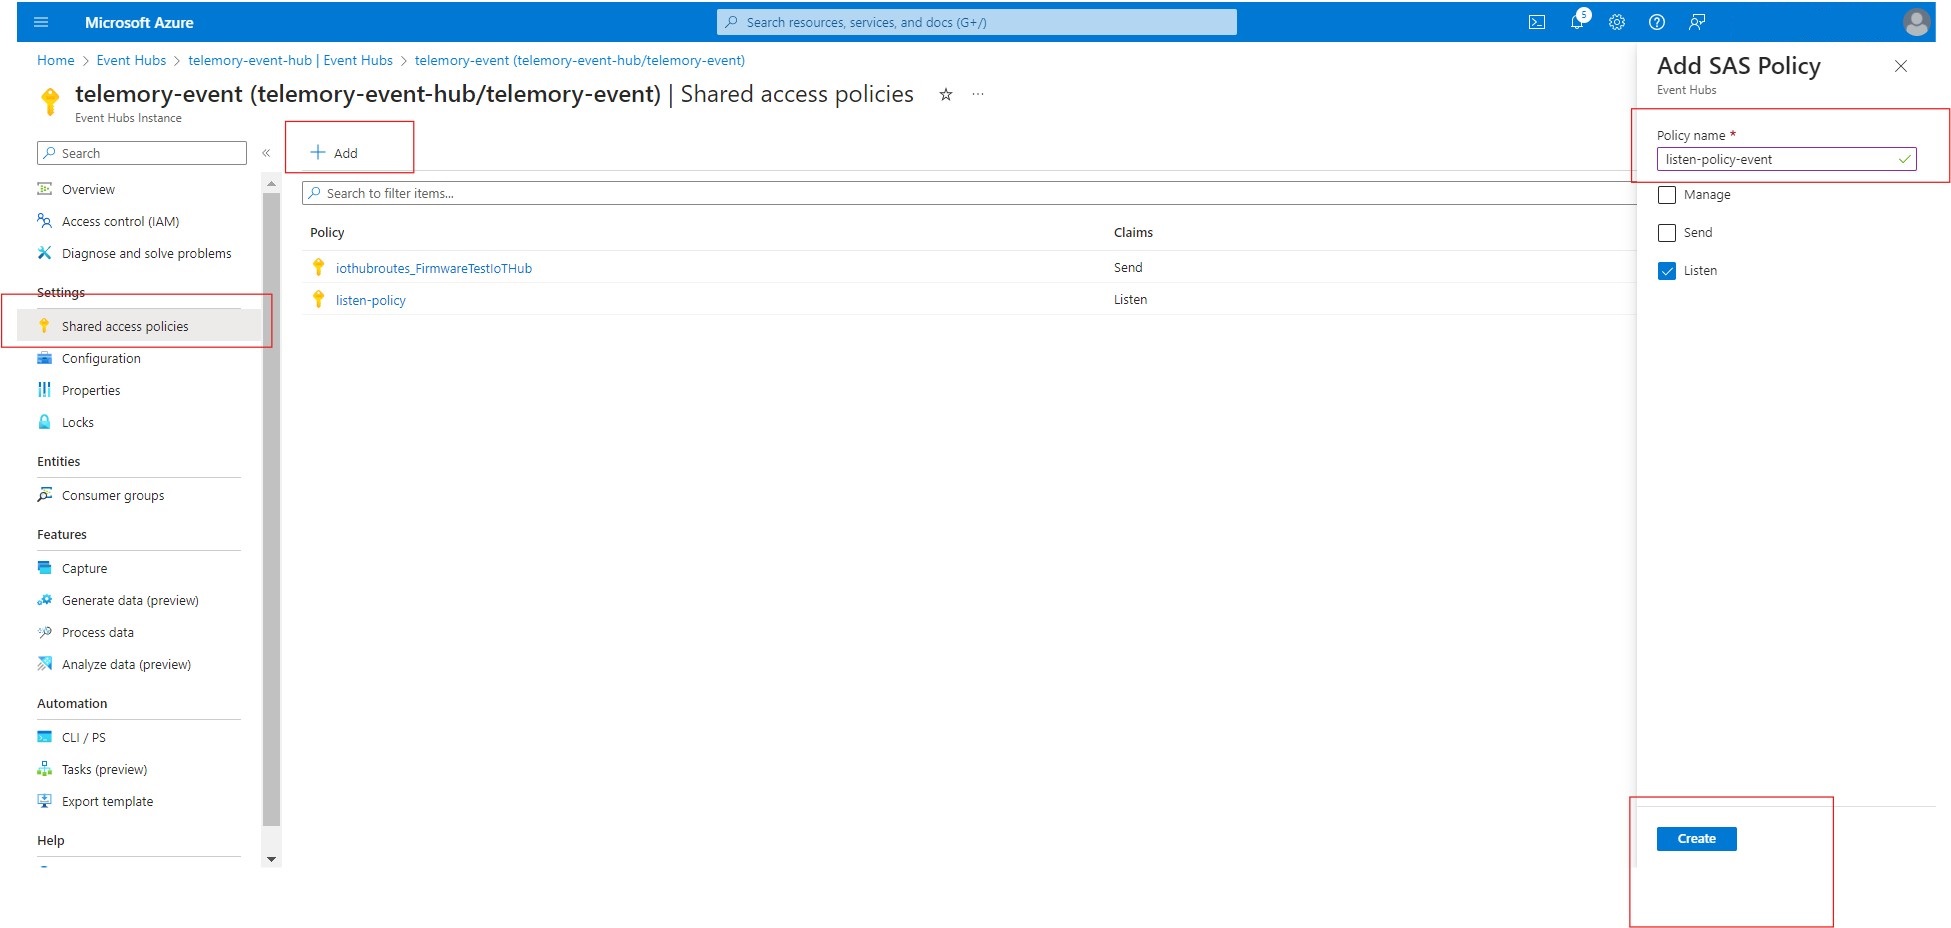 Microsoft Azure
Search resources, services, and docs (G+/)
5
Home > Event Hubs > telemory-event-hub | Event Hubs > telemory-event (telemory-event-hub/telemory-event)
telemory-event (telemory-event-hub/telemory-event) | Shared access policies
Event Hubs Instance
Search
Overview
Access control (IAM)
Diagnose and solve problems
Settings
Shared access policies
Configuration
Properties
Locks
Entities
Consumer groups
Features
Capture
Generate data (preview)
Process data
Analyze data (preview)
Automation
CLI / PS
Tasks (preview)
Export template
Help
Add
Search to filter items...
Policy Claims
iothubroutes_FirmwareTestIoTHub Send
listen-policy Listen
Add SAS Policy
Event Hubs
Policy name *
listen-policy-event
Manage
Send
Listen
Create